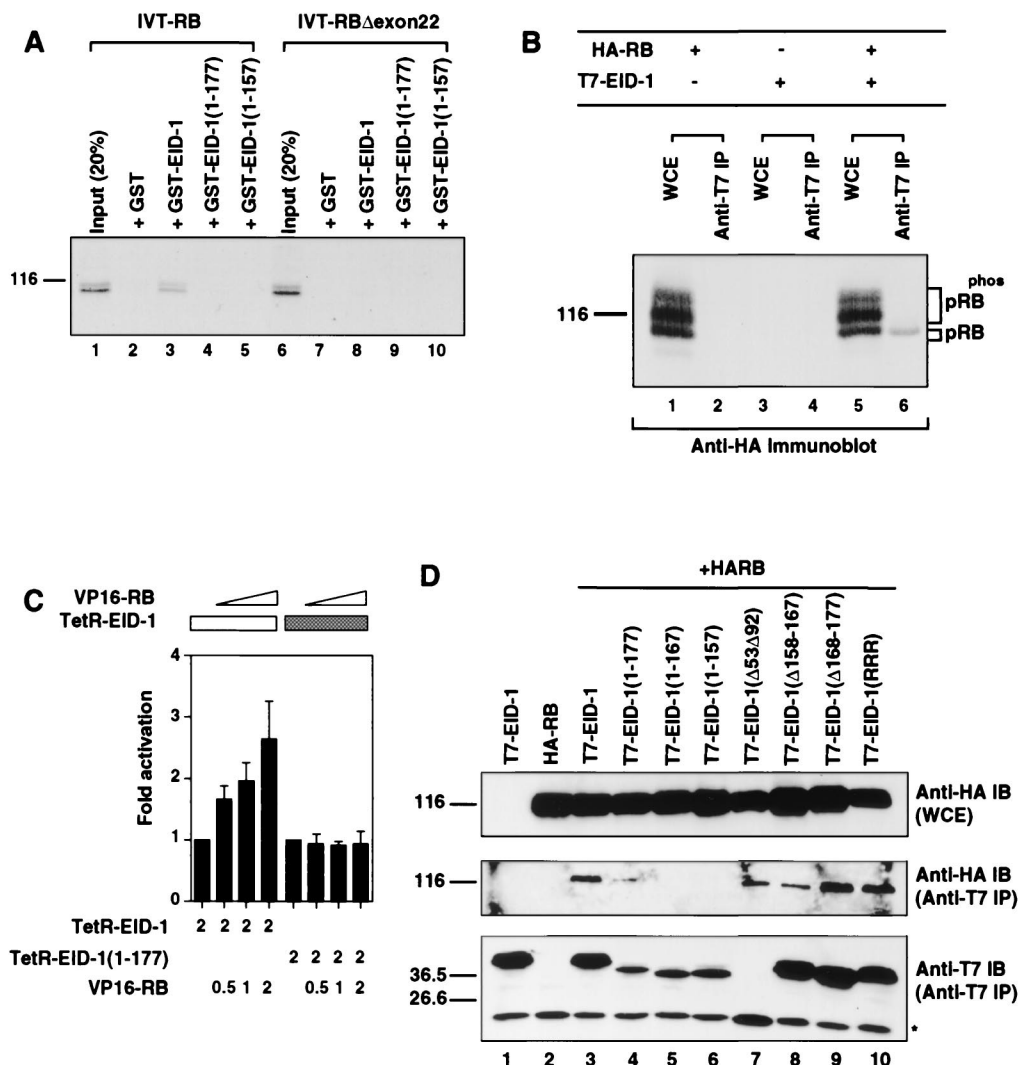 A
IVT-RB
IVT-RBΔexon22
Input (20%)
+ GST
+ GST-EID-1
+ GST-EID-1(1-177)
+ GST-EID-1(1-157)
Input (20%)
+ GST
+ GST-EID-1
+ GST-EID-1(1-177)
+ GST-EID-1(1-157)
116
1 2 3 4 5 6 7 8 9 10
B
HA-RB + - +
T7-EID-1 - + +
WCE
Anti-T7 IP
WCE
Anti-T7 IP
WCE
Anti-T7 IP
116
phos
pRB
pRB
1 2 3 4 5 6
Anti-HA Immunoblot
C
VP16-RB
TetR-EID-1
Fold activation
4
3
2
1
0
TetR-EID-1 2 2 2 2
TetR-EID-1(1-177) 2 2 2 2
VP16-RB 0.5 1 2 0.5 1 2
D
+HARB
T7-EID-1
HA-RB
T7-EID-1
T7-EID-1(1-177)
T7-EID-1(1-167)
T7-EID-1(1-157)
T7-EID-1(Δ53Δ92)
T7-EID-1(Δ158-167)
T7-EID-1(Δ168-177)
T7-EID-1(RRR)
116
Anti-HA IB
(WCE)
116
Anti-HA IB
(Anti-T7 IP)
36.5
26.6
Anti-T7 IB
(Anti-T7 IP)
*
1 2 3 4 5 6 7 8 9 10